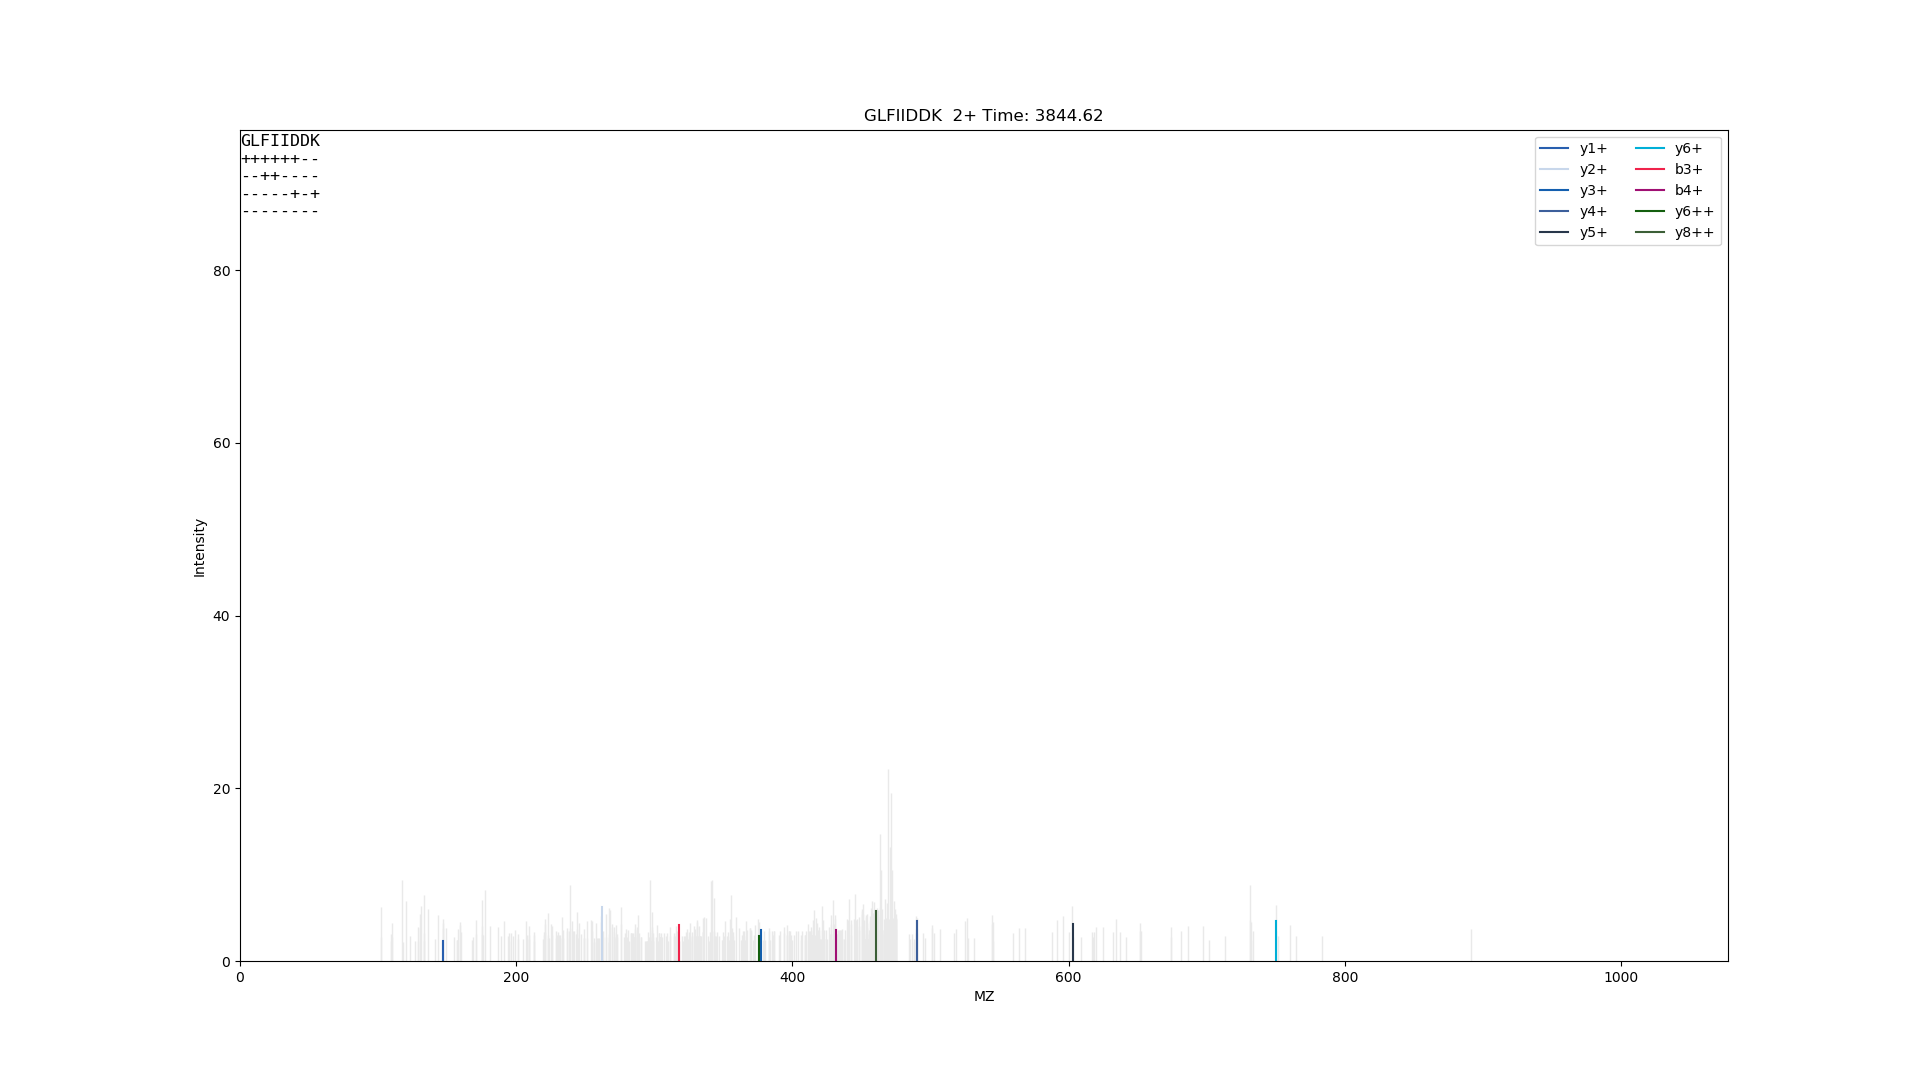 GLFIIDDK  2+ Time: 3844.62
GLFIIDDK
++++++--
--++----
-----+-+
--------
y1+
y2+
y3+
y4+
y5+
y6+
b3+
b4+
y6++
y8++
80
60
40
20
0
Intensity
0 200 400 600 800 1000
MZ